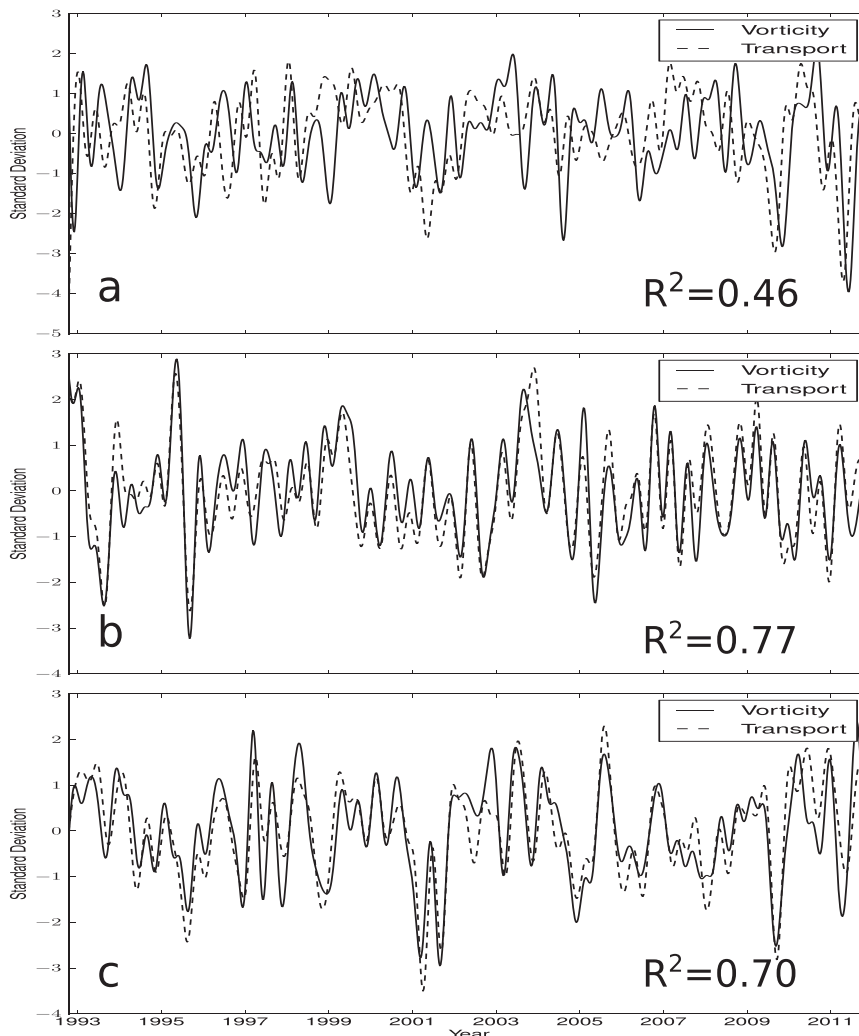 3
2
1
0
−1
−2
−3
−4
−5
Standard Deviation
Vorticity
Transport
a
R²=0.46
3
2
1
0
−1
−2
−3
−4
Standard Deviation
Vorticity
Transport
b
R²=0.77
3
2
1
0
−1
−2
−3
−4
Standard Deviation
Vorticity
Transport
c
R²=0.70
1993 1995 1997 1999 2001 2003 2005 2007 2009 2011
Year